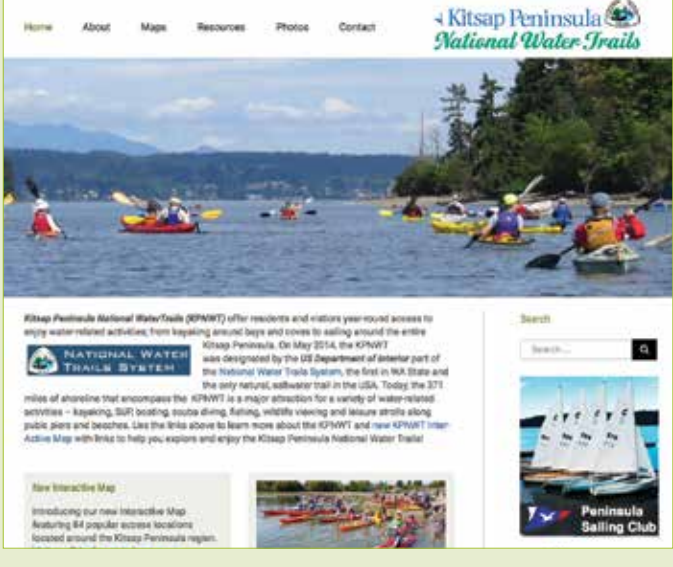 Home About Maps Resources Photos Contact
Kitsap Peninsula
National Water Trails
Kitsap Peninsula National WaterTrails (KPNWT) offer residents and visitors year-round access to
enjoy water-related activities; from kayaking around bays and coves to sailing around the entire
NATIONAL WATER
TRAILS SYSTEM
Kitsap Peninsula. On May 2014, the KPNWT
was designated by the US Department of Interior part of
the National Water Trails System, the first in WA State and
the only natural, saltwater trail in the USA. Today, the 371
miles of shoreline that encompass the KPNWT is a major attraction for a variety of water-related
activities – kayaking, SUP, boating, scuba diving, fishing, wildlife viewing and leisure strolls along
public piers and beaches. Use the links above to learn more about the KPNWT and new KPNWT Inter-
Active Map with links to help you explore and enjoy the Kitsap Peninsula National Water Trails!
Search
Search...
Peninsula
Sailing Club
New Interactive Map
Introducing our new Interactive Map
featuring 84 popular access locations
located around the Kitsap Peninsula region.